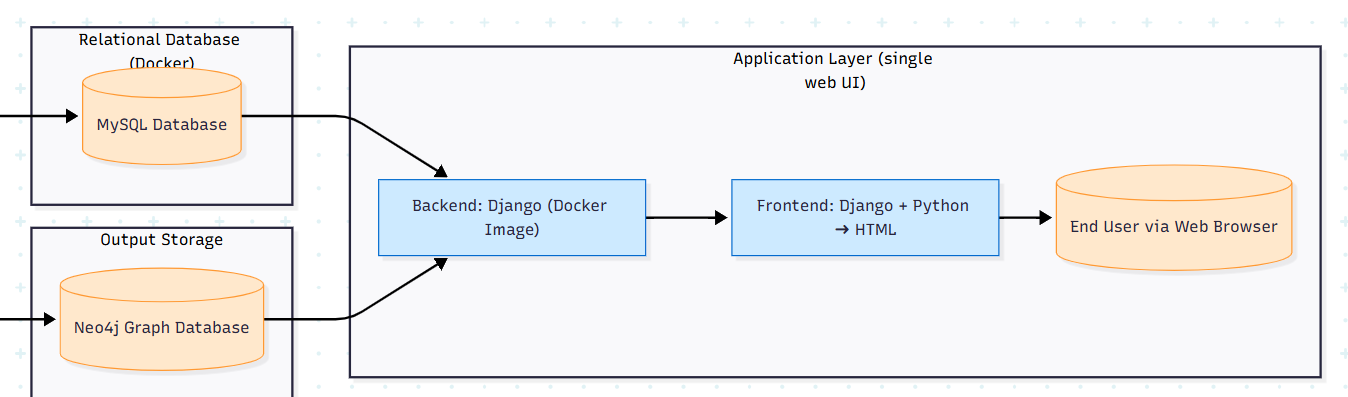 Relational Database
(Docker)
MySQL Database
Output Storage
Neo4j Graph Database
Application Layer (single
web UI)
Backend: Django (Docker
Image)
Frontend: Django + Python
→ HTML
End User via Web Browser